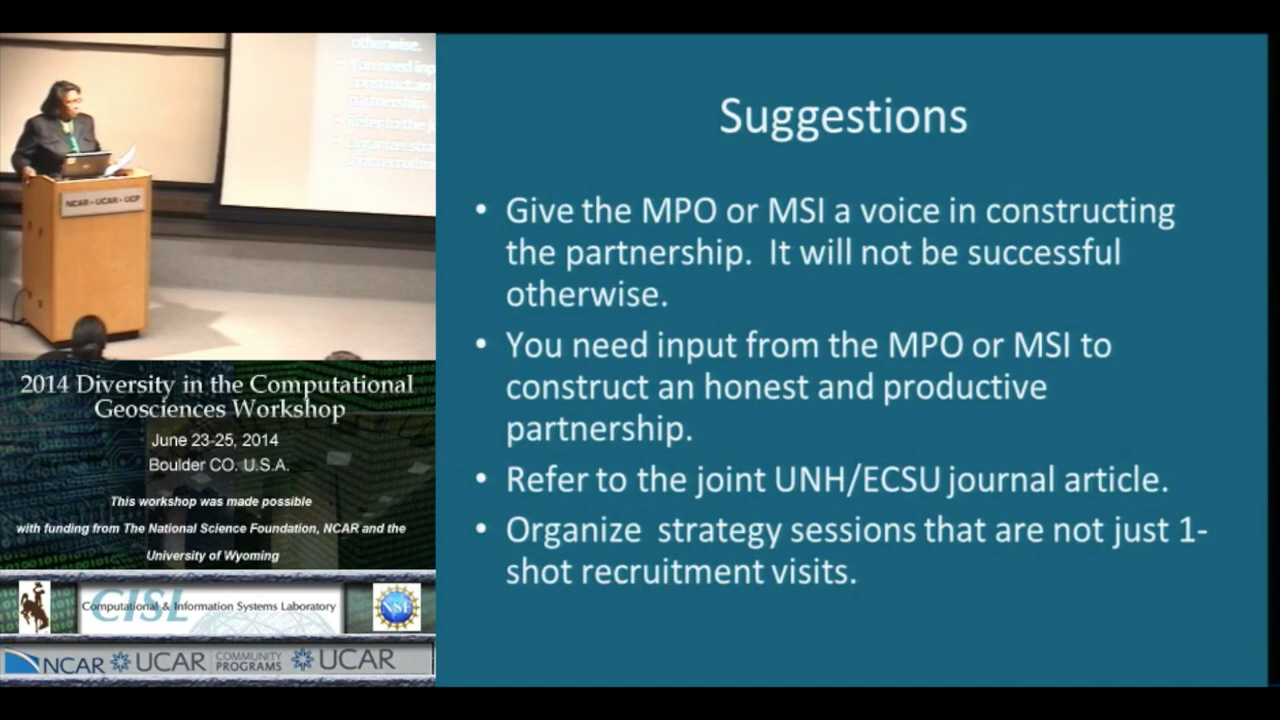 otherwise.
NCAR • UCAR • UCP
2014 Diversity in the Computational
Geosciences Workshop
June 23-25, 2014
Boulder CO. U.S.A.
This workshop was made possible
with funding from The National Science Foundation, NCAR and the
University of Wyoming
CISL
Computational & Information Systems Laboratory
NSF
NCAR UCAR COMMUNITY PROGRAMS UCAR
Suggestions
• Give the MPO or MSI a voice in constructing
the partnership. It will not be successful
otherwise.
• You need input from the MPO or MSI to
construct an honest and productive
partnership.
• Refer to the joint UNH/ECSU journal article.
• Organize strategy sessions that are not just 1-
shot recruitment visits.